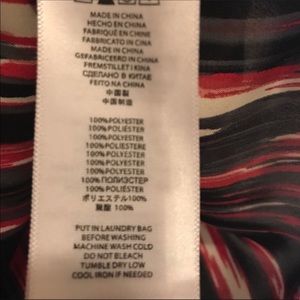 MADE IN CHINA
HECHO EN CHINA
FABRIQUÉ EN CHINE
FABBRICATO IN CINA
MADE IN CHINA
GEFABRICEERD IN CHINA
FREMSTILLET I KINA
СДЕЛАНО В КИТАЕ
FEITO NA CHINA
中国製
中国制造
100% POLYESTER
100% POLIÉSTER
100% POLYESTER
100% POLIESTERE
100% POLYESTER
100% POLYESTER
100% POLYESTER
100% ПОЛИЭСТЕР
100% POLIÉSTER
ポリエステル100%
聚酯 100%
PUT IN LAUNDRY BAG
BEFORE WASHING
MACHINE WASH COLD
DO NOT BLEACH
TUMBLE DRY LOW
COOL IRON IF NEEDED